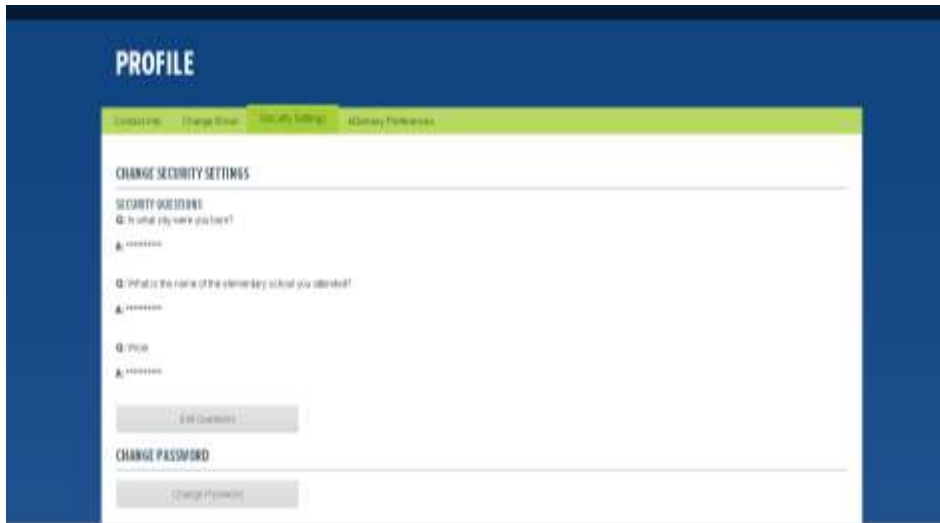 PROFILE
Contact Info Change Email Security Settings eDelivery Preferences
CHANGE SECURITY SETTINGS
SECURITY QUESTIONS
Q: In what city were you born?
A: *********
Q: What is the name of the elementary school you attended?
A: *********
Q:
A: *********
Edit Questions
CHANGE PASSWORD
Change Password